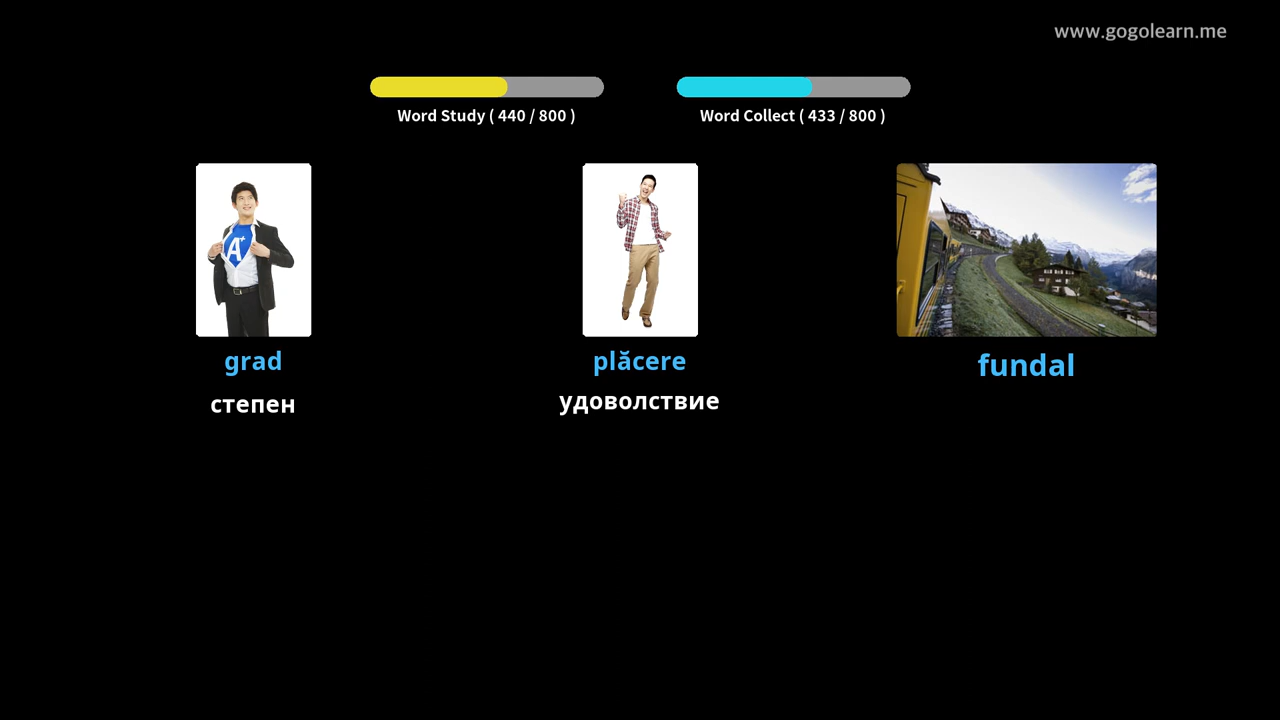 www.gogolearn.me
Word Study ( 440 / 800 )
Word Collect ( 433 / 800 )
A+
grad
plăcere
fundal
степен
удоволствие